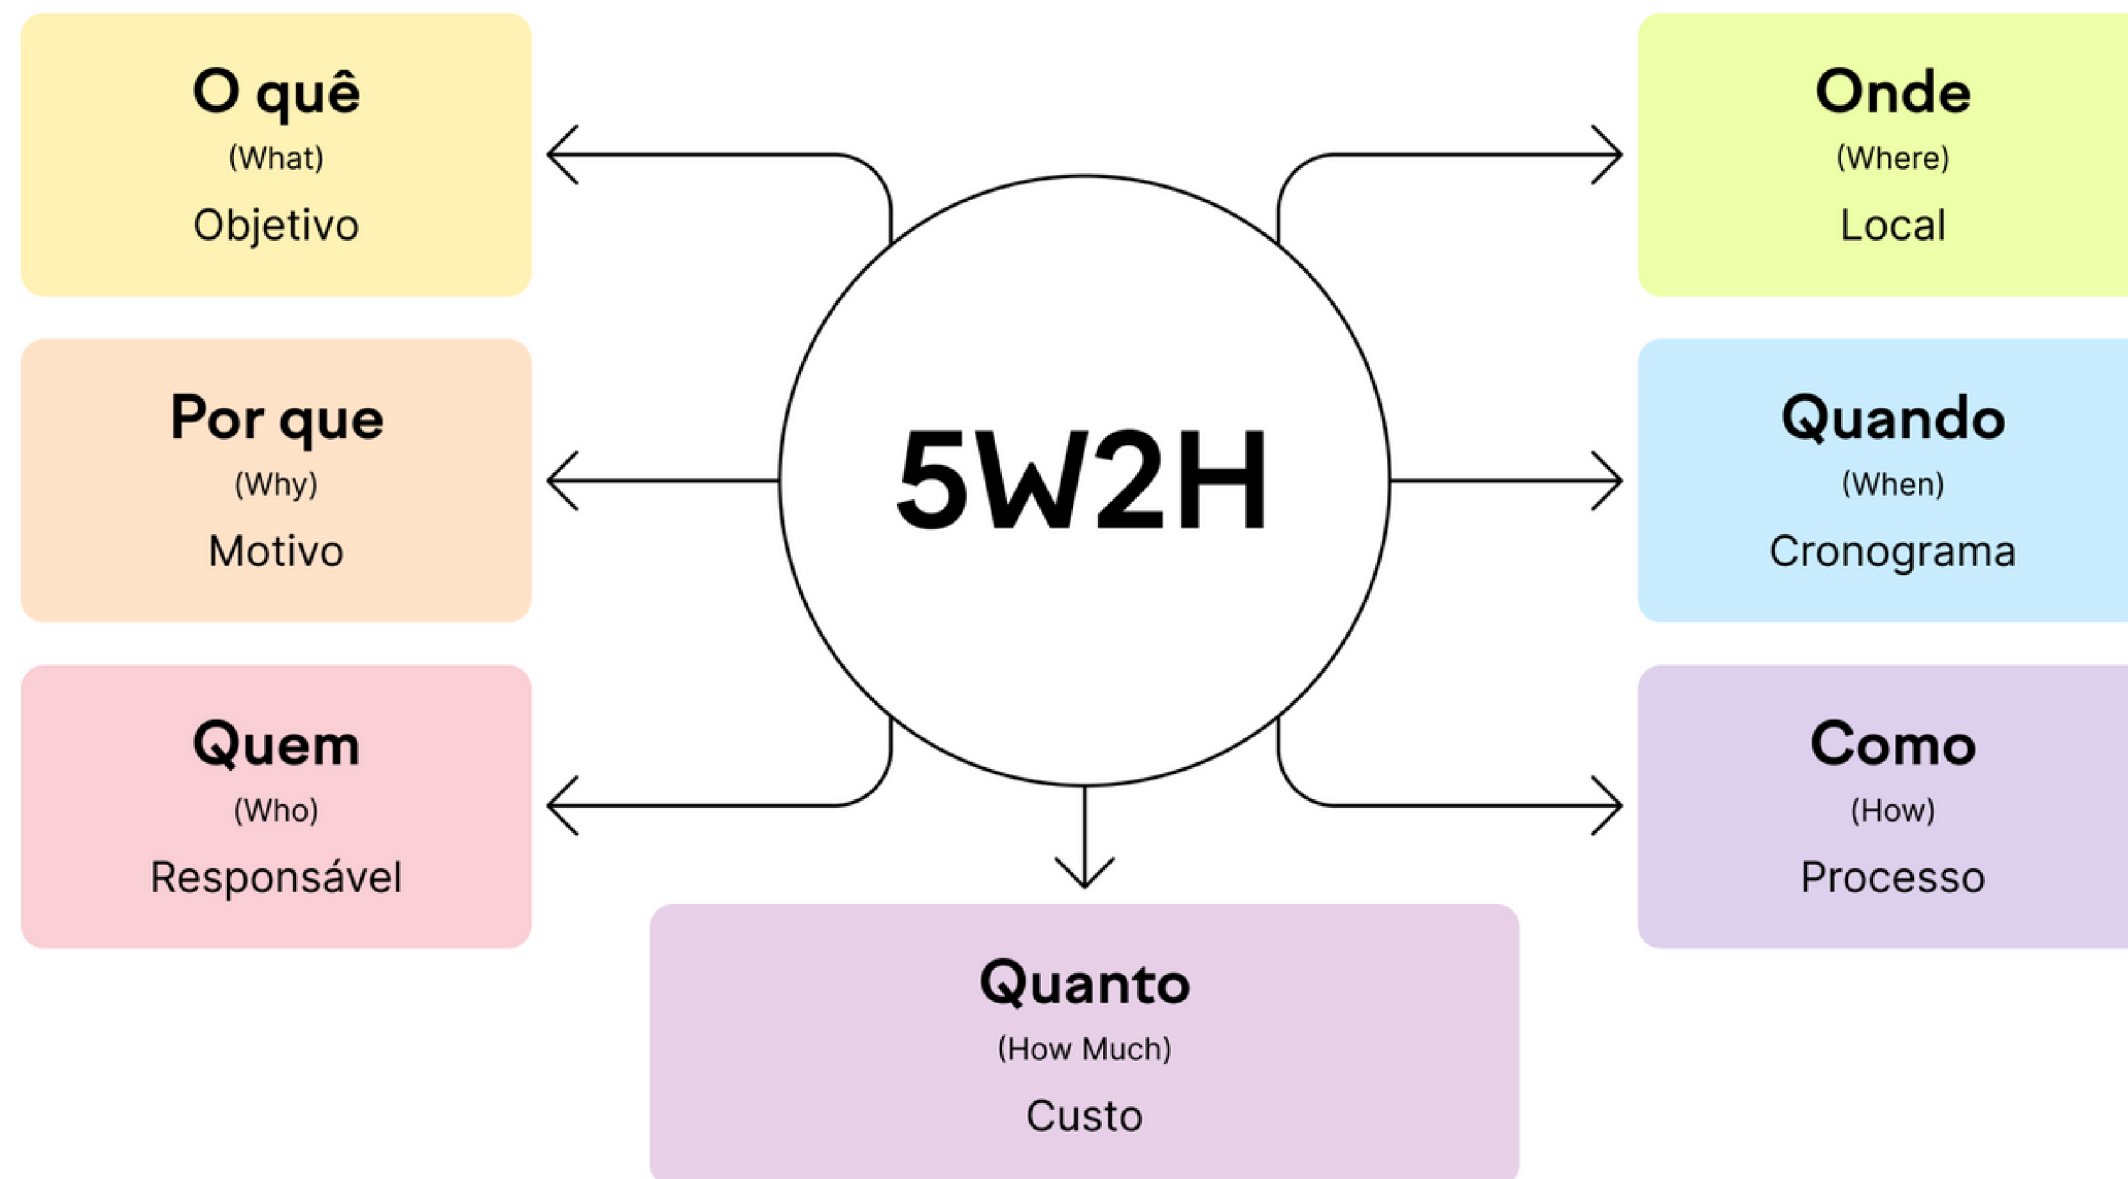 O quê
(What)
Objetivo
Por que
(Why)
Motivo
Quem
(Who)
Responsável
5W2H
Onde
(Where)
Local
Quando
(When)
Cronograma
Como
(How)
Processo
Quanto
(How Much)
Custo